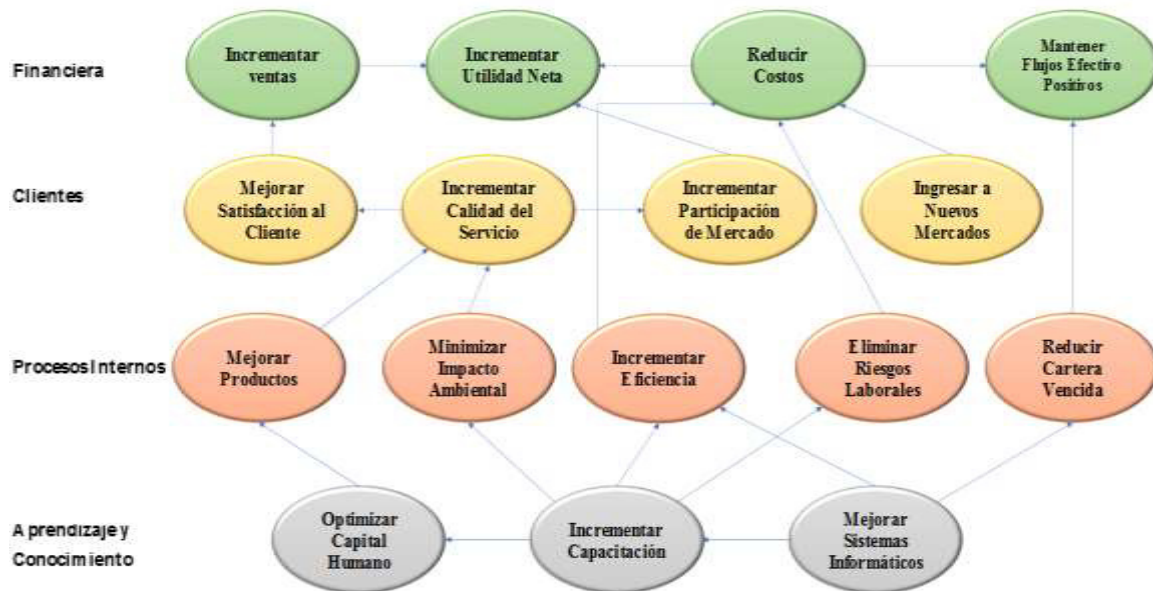 Financiera
Incrementar
ventas
Incrementar
Utilidad Neta
Reducir
Costos
Mantener
Flujos Efectivo
Positivos
Clientes
Mejorar
Satisfacción al
Cliente
Incrementar
Calidad del
Servicio
Incrementar
Participación
de Mercado
Ingresar a
Nuevos
Mercados
Procesos Internos
Mejorar
Productos
Minimizar
Impacto
Ambiental
Incrementar
Eficiencia
Eliminar
Riesgos
Laborales
Reducir
Cartera
Vencida
Aprendizaje y
Conocimiento
Optimizar
Capital
Humano
Incrementar
Capacitación
Mejorar
Sistemas
Informáticos